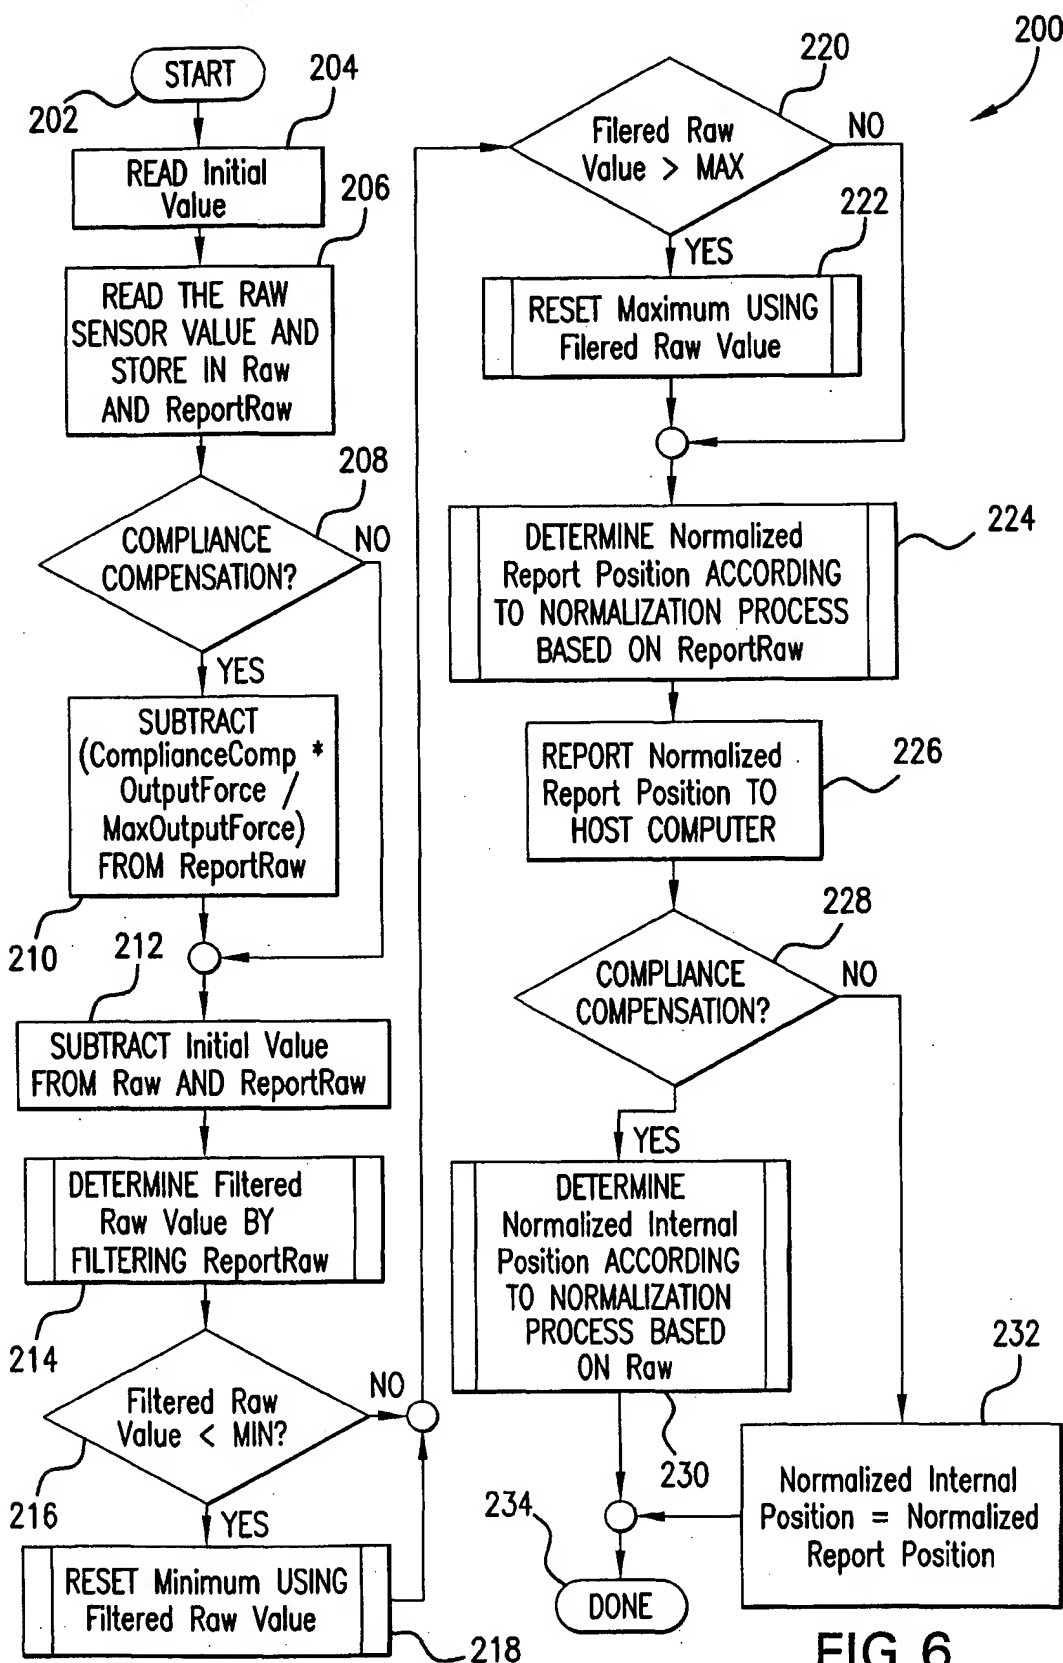 200
START
202
204
READ Initial
Value
206
READ THE RAW
SENSOR VALUE AND
STORE IN Raw
AND ReportRaw
208
COMPLIANCE
COMPENSATION?
NO
YES
SUBTRACT
(ComplianceComp *
OutputForce /
MaxOutputForce)
FROM ReportRaw
210
212
SUBTRACT Initial Value
FROM Raw AND ReportRaw
DETERMINE Filtered
Raw Value BY
FILTERING ReportRaw
214
Filtered Raw
Value < MIN?
NO
216
YES
RESET Minimum USING
Filtered Raw Value
218
220
Filered Raw
Value > MAX
NO
YES
222
RESET Maximum USING
Filered Raw Value
DETERMINE Normalized
Report Position ACCORDING
TO NORMALIZATION PROCESS
BASED ON ReportRaw
224
REPORT Normalized
Report Position TO
HOST COMPUTER
226
228
COMPLIANCE
COMPENSATION?
NO
YES
DETERMINE
Normalized Internal
Position ACCORDING
TO NORMALIZATION
PROCESS BASED
ON Raw
230
232
Normalized Internal
Position = Normalized
Report Position
234
DONE
FIG 6